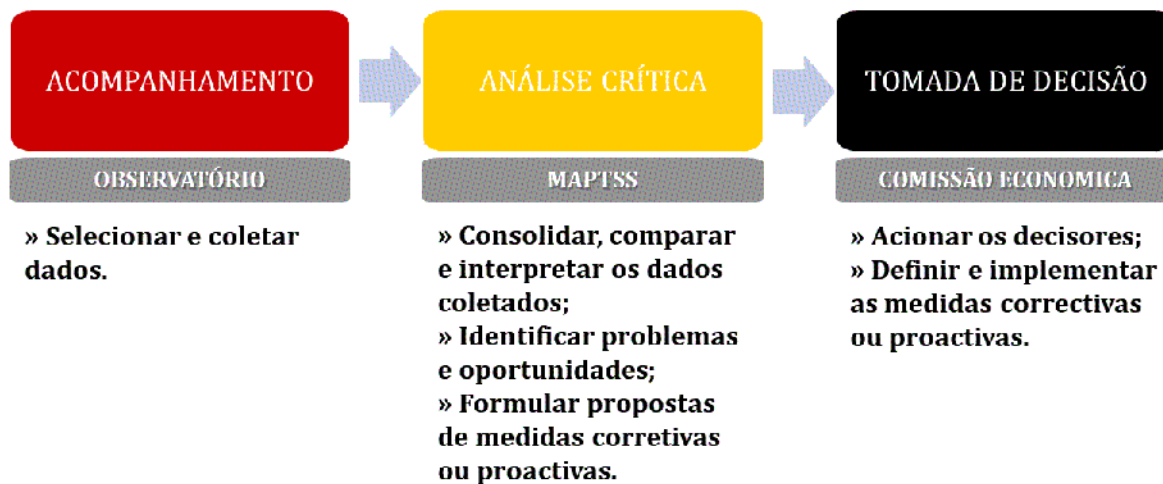 ACOMPANHAMENTO
OBSERVATÓRIO
» Selecionar e coletar
dados.
ANÁLISE CRÍTICA
MAPTSS
» Consolidar, comparar
e interpretar os dados
coletados;
» Identificar problemas
e oportunidades;
» Formular propostas
de medidas corretivas
ou proactivas.
TOMADA DE DECISÃO
COMISSÃO ECONOMICA
» Acionar os decisores;
» Definir e implementar
as medidas correctivas
ou proactivas.